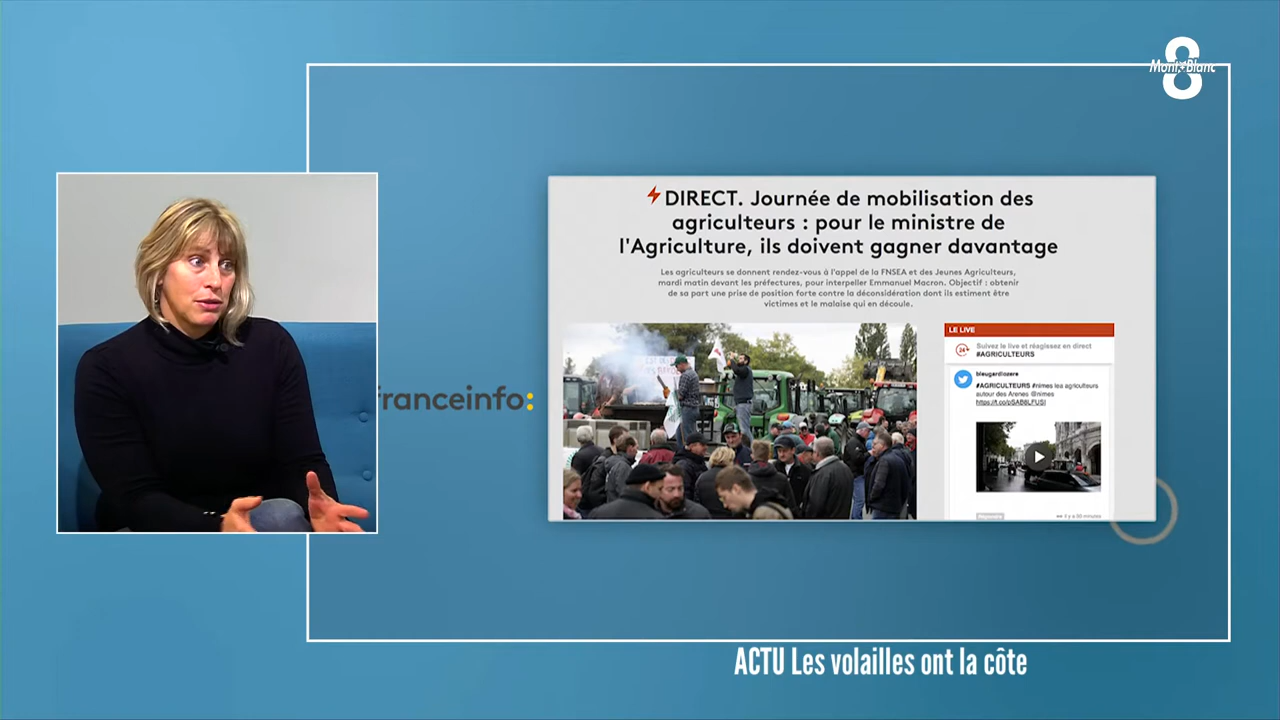 8
Mont-Blanc
DIRECT. Journée de mobilisation des
agriculteurs : pour le ministre de
l'Agriculture, ils doivent gagner davantage
Les agriculteurs se donnent rendez-vous à l'appel de la FNSEA et des Jeunes Agriculteurs,
mardi matin devant les préfectures, pour interpeller Emmanuel Macron. Objectif : obtenir
de sa part une prise de position forte contre la déconsidération dont ils estiment être
victimes et le malaise qui en découle.
LE LIVE
Suivez le live et réagissez en direct
#AGRICULTEURS
bleugardlozere
#AGRICULTEURS #nimes les agriculteurs
autour des Arenes @nimes
franceinfo:
ACTU Les volailles ont la côte